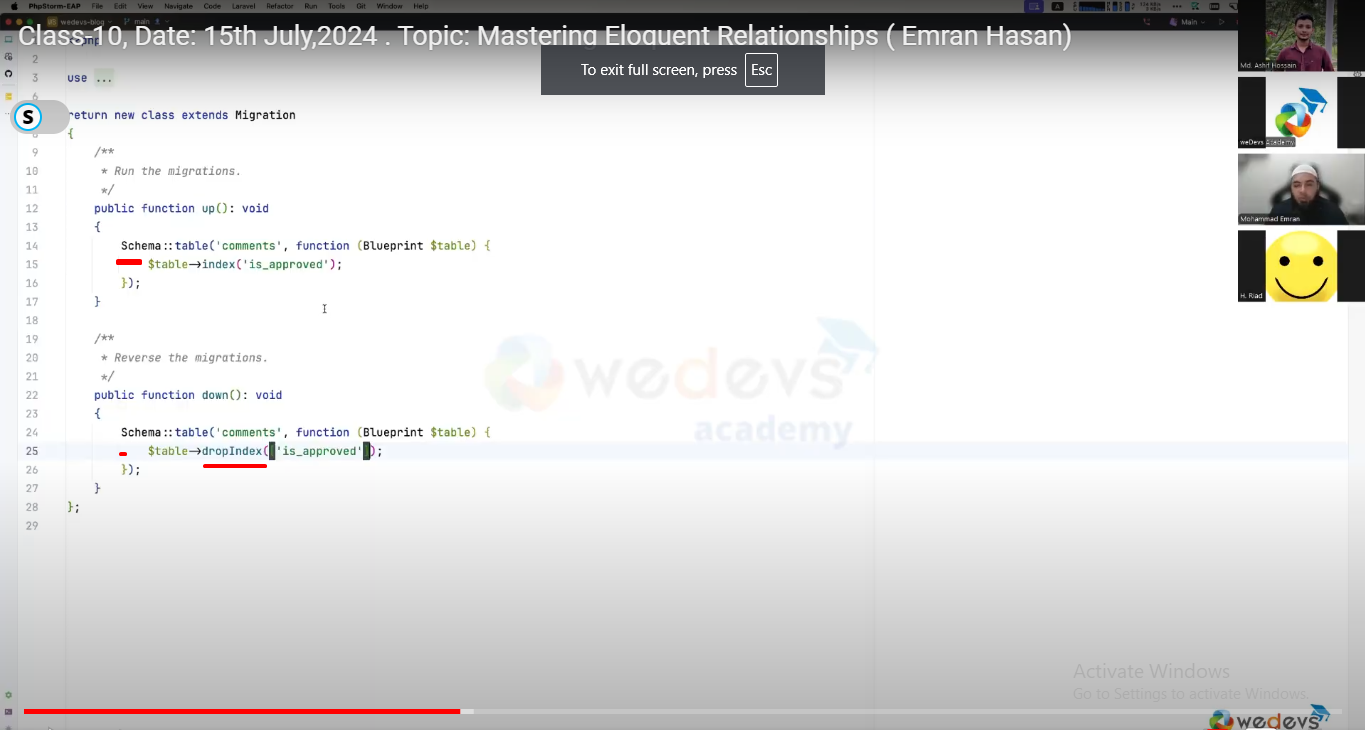 PhpStorm-EAP File Edit View Navigate Code Laravel Refactor Run Tools Git Window Help
wedevs-blog main Main
Class-10, Date: 15th July,2024 . Topic: Mastering Eloquent Relationships ( Emran Hasan)
To exit full screen, press Esc
2
3 use ...
6
S
return new class extends Migration
8 {
9 /**
10 * Run the migrations.
11 */
12 public function up(): void
13 {
14 Schema::table('comments', function (Blueprint $table) {
15 $table→index('is_approved');
16 });
17 }
18
19 /**
20 * Reverse the migrations.
21 */
22 public function down(): void
23 {
24 Schema::table('comments', function (Blueprint $table) {
25 $table→dropIndex(['is_approved']);
26 });
27 }
28 };
29
Md. Ashif Hossain
weDevs Academy
Mohammad Emran
H. Riad
wedevs
academy
Activate Windows
Go to Settings to activate Windows.
wedevs